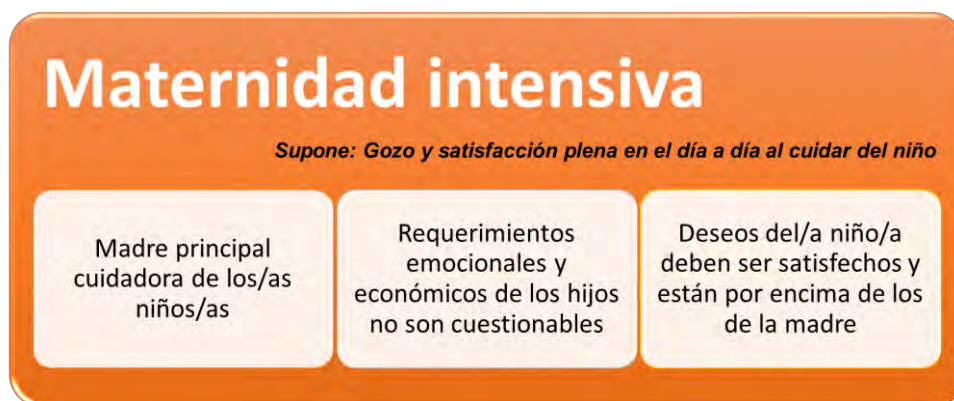 Maternidad intensiva
Supone: Gozo y satisfacción plena en el día a día al cuidar del niño
Madre principal
cuidadora de los/as
niños/as
Requerimientos
emocionales y
económicos de los hijos
no son cuestionables
Deseos del/a niño/a
deben ser satisfechos y
están por encima de los
de la madre